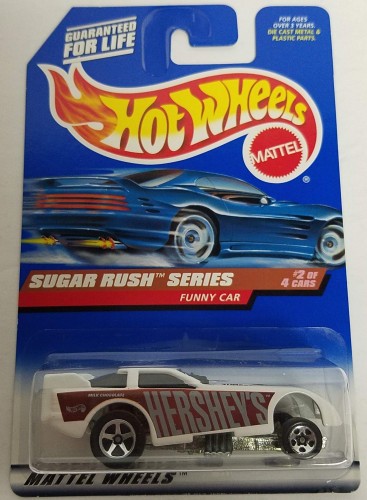 GUARANTEED
FOR LIFE
FOR AGES
OVER 3 YEARS.
DIE CAST METAL &
PLASTIC PARTS.
Hot Wheels
MATTEL
®
SUGAR RUSH™ SERIES
FUNNY CAR
#2 OF
4 CARS
MILK CHOCOLATE
HERSHEY'S
MATTEL WHEELS™